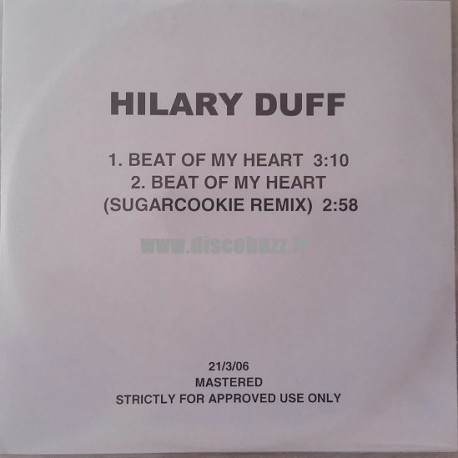 HILARY DUFF
1. BEAT OF MY HEART 3:10
2. BEAT OF MY HEART
(SUGARCOOKIE REMIX) 2:58
www.discobuzz.fr
21/3/06
MASTERED
STRICTLY FOR APPROVED USE ONLY